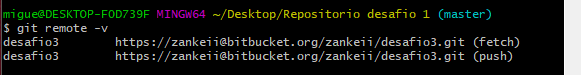 migue@DESKTOP-FOD739F MINGW64 ~/Desktop/Repositorio desafio 1 (master)
$ git remote -v
desafio3        https://zankeii@bitbucket.org/zankeii/desafio3.git (fetch)
desafio3        https://zankeii@bitbucket.org/zankeii/desafio3.git (push)